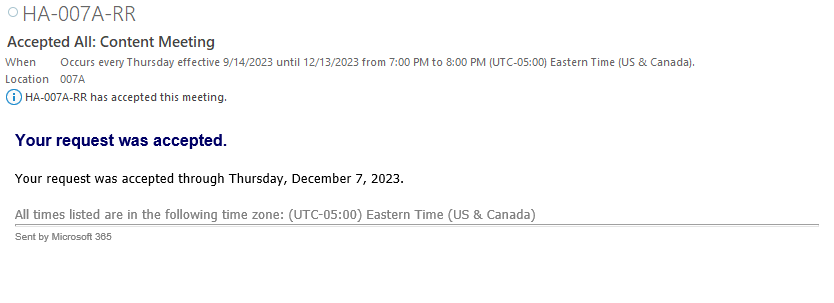 HA-007A-RR
Accepted All: Content Meeting
When Occurs every Thursday effective 9/14/2023 until 12/13/2023 from 7:00 PM to 8:00 PM (UTC-05:00) Eastern Time (US & Canada).
Location 007A
HA-007A-RR has accepted this meeting.
Your request was accepted.
Your request was accepted through Thursday, December 7, 2023.
All times listed are in the following time zone: (UTC-05:00) Eastern Time (US & Canada)
Sent by Microsoft 365